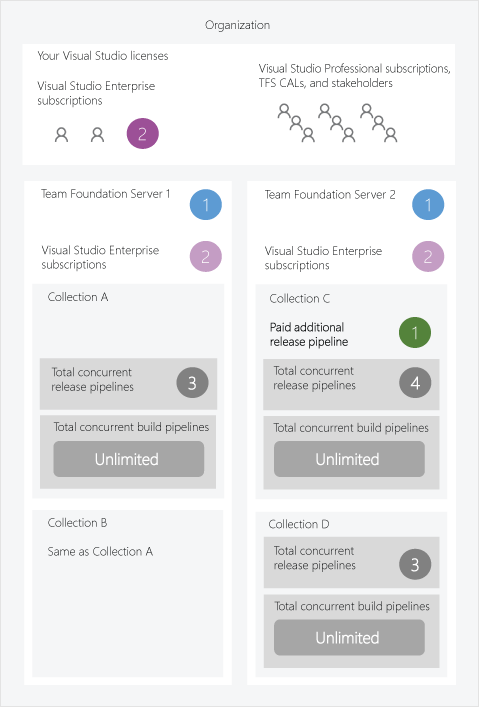 Organization
Your Visual Studio licenses
Visual Studio Enterprise
subscriptions
2
Visual Studio Professional subscriptions,
TFS CALs, and stakeholders
Team Foundation Server 1
1
Visual Studio Enterprise
subscriptions
2
Collection A
Total concurrent
release pipelines
3
Total concurrent build pipelines
Unlimited
Collection B
Same as Collection A
Team Foundation Server 2
1
Visual Studio Enterprise
subscriptions
2
Collection C
Paid additional
release pipeline
1
Total concurrent
release pipelines
4
Total concurrent build pipelines
Unlimited
Collection D
Total concurrent
release pipelines
3
Total concurrent build pipelines
Unlimited